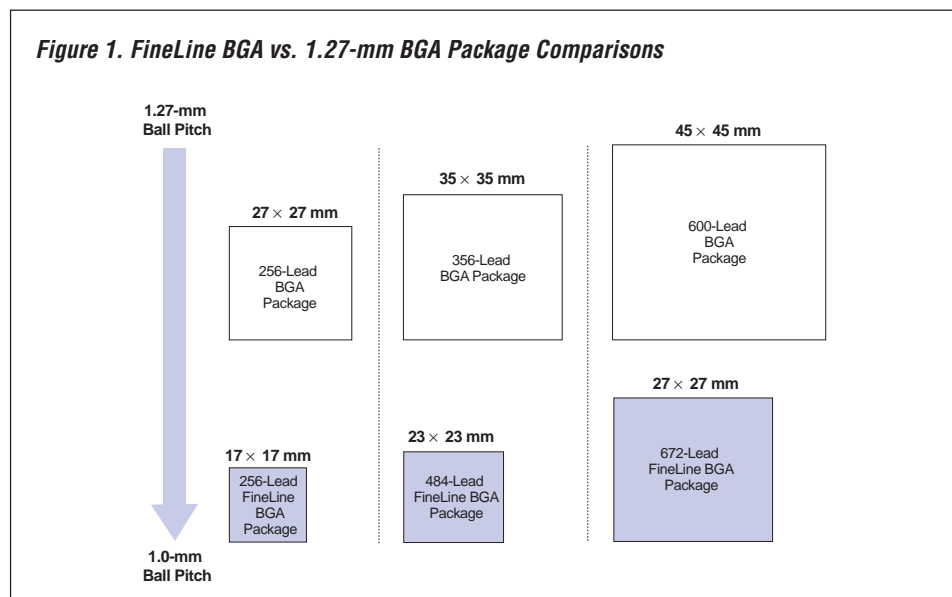 Figure 1. FineLine BGA vs. 1.27-mm BGA Package Comparisons
1.27-mm
Ball Pitch
45 × 45 mm
35 × 35 mm
27 × 27 mm
256-Lead
BGA
Package
356-Lead
BGA Package
600-Lead
BGA
Package
27 × 27 mm
23 × 23 mm
17 × 17 mm
256-Lead
FineLine
BGA
Package
484-Lead
FineLine BGA
Package
672-Lead
FineLine BGA
Package
1.0-mm
Ball Pitch